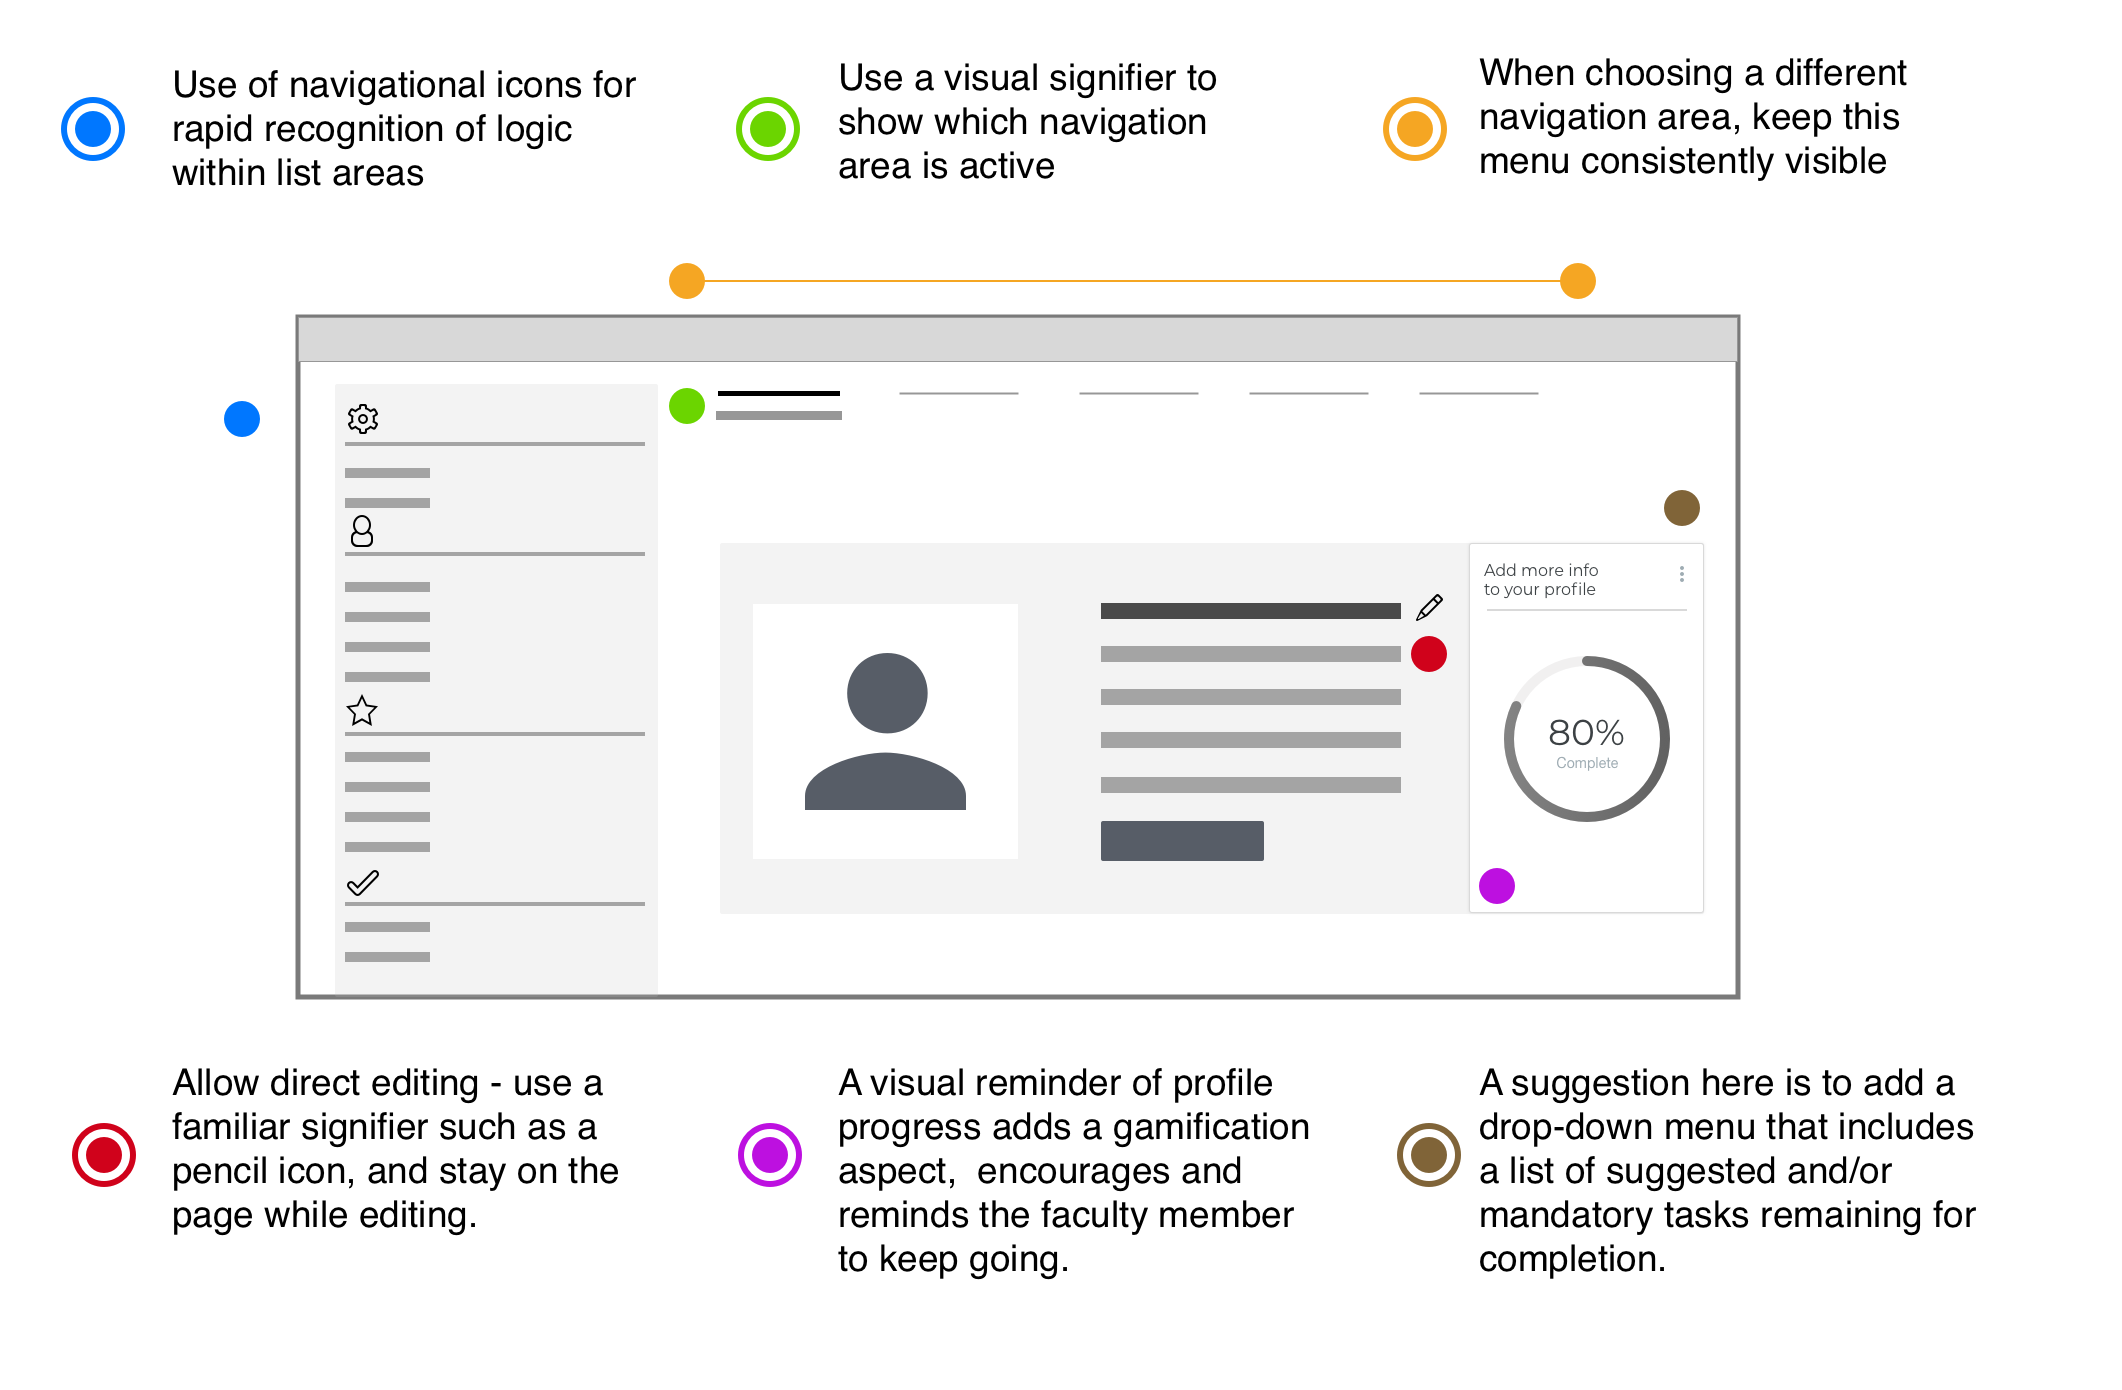 Use of navigational icons for
rapid recognition of logic
within list areas
Use a visual signifier to
show which navigation
area is active
When choosing a different
navigation area, keep this
menu consistently visible
Add more info
to your profile
80%
Complete
Allow direct editing - use a
familiar signifier such as a
pencil icon, and stay on the
page while editing.
A visual reminder of profile
progress adds a gamification
aspect,  encourages and
reminds the faculty member
to keep going.
A suggestion here is to add a
drop-down menu that includes
a list of suggested and/or
mandatory tasks remaining for
completion.